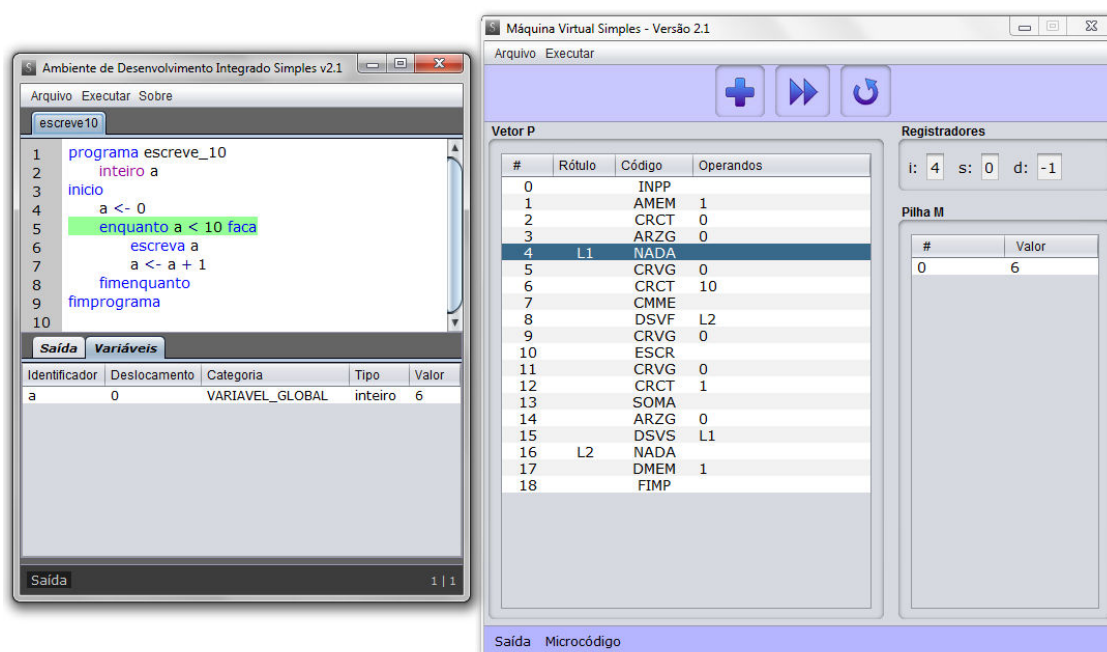 Ambiente de Desenvolvimento Integrado Simples v2.1
Arquivo Executar Sobre
escreve10
1 programa escreve_10
2 inteiro a
3 inicio
4 a <- 0
5 enquanto a < 10 faca
6 escreva a
7 a <- a + 1
8 fimenquanto
9 fimprograma
10
Saída Variáveis
Identificador Deslocamento Categoria Tipo Valor
a 0 VARIAVEL_GLOBAL inteiro 6
Saída 1 | 1
S Máquina Virtual Simples - Versão 2.1
Arquivo Executar
Vetor P
# Rótulo Código Operandos
0 INPP
1 AMEM 1
2 CRCT 0
3 ARZG 0
4 L1 NADA
5 CRVG 0
6 CRCT 10
7 CMME
8 DSVF L2
9 CRVG 0
10 ESCR
11 CRVG 0
12 CRCT 1
13 SOMA
14 ARZG 0
15 DSVS L1
16 L2 NADA
17 DMEM 1
18 FIMP
Registradores
i: 4 s: 0 d: -1
Pilha M
# Valor
0 6
Saída Microcódigo